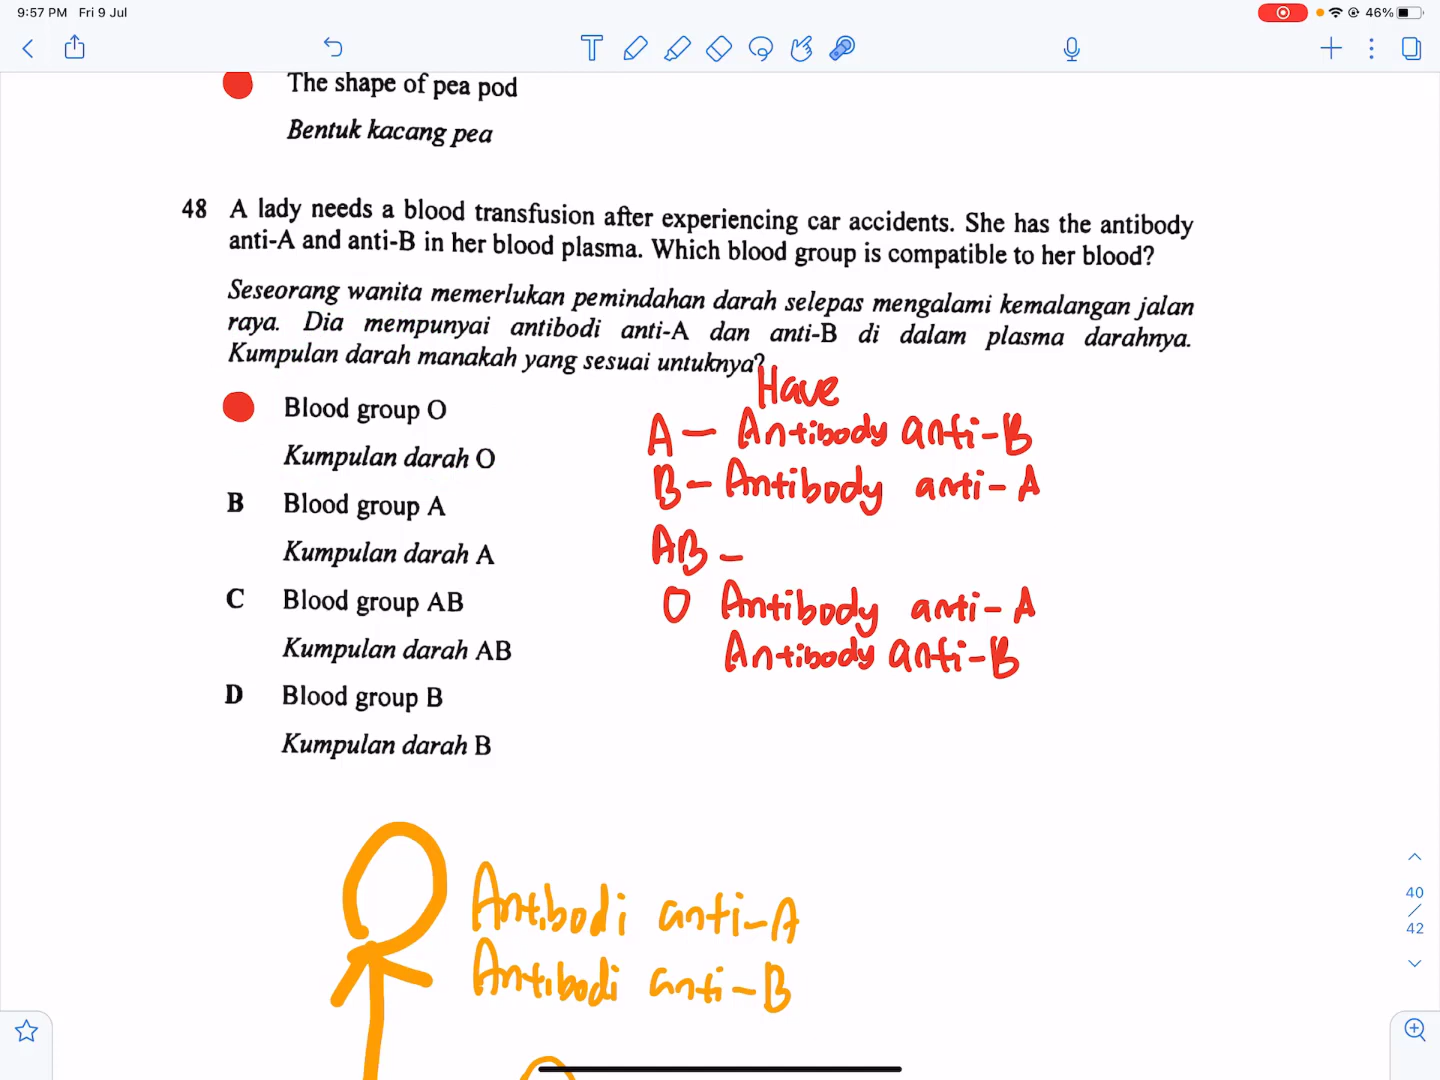 9:57 PM Fri 9 Jul
46%
The shape of pea pod
Bentuk kacang pea
48 A lady needs a blood transfusion after experiencing car accidents. She has the antibody
anti-A and anti-B in her blood plasma. Which blood group is compatible to her blood?
Seseorang wanita memerlukan pemindahan darah selepas mengalami kemalangan jalan
raya. Dia mempunyai antibodi anti-A dan anti-B di dalam plasma darahnya.
Kumpulan darah manakah yang sesuai untuknya?
Have
Blood group O
A – Antibody anti-B
Kumpulan darah O
B – Antibody anti-A
B Blood group A
Kumpulan darah A
AB –
C Blood group AB
O Antibody anti-A
Kumpulan darah AB
Antibody anti-B
D Blood group B
Kumpulan darah B
Antibodi anti-A
Antibodi anti-B
40
/
42